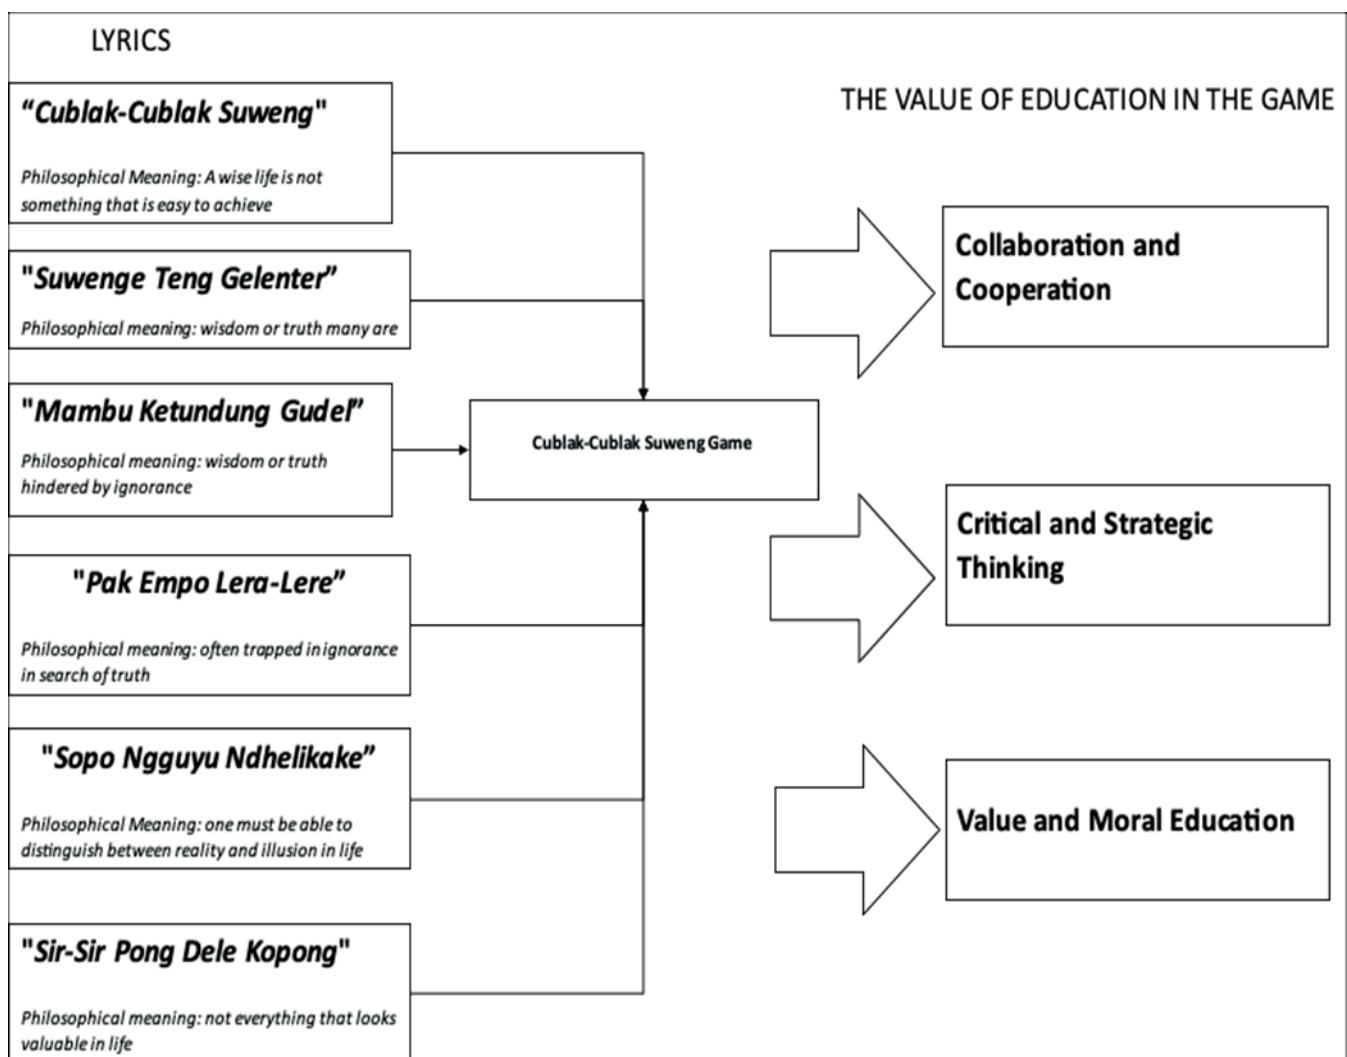 LYRICS
“Cublak-Cublak Suweng"
Philosophical Meaning: A wise life is not
something that is easy to achieve
"Suwenge Teng Gelenter”
Philosophical meaning: wisdom or truth many are
"Mambu Ketundung Gudel”
Philosophical meaning: wisdom or truth
hindered by ignorance
"Pak Empo Lera-Lere”
Philosophical meaning: often trapped in ignorance
in search of truth
"Sopo Ngguyu Ndhelikake”
Philosophical Meaning: one must be able to
distinguish between reality and illusion in life
"Sir-Sir Pong Dele Kopong"
Philosophical meaning: not everything that looks
valuable in life
Cublak-Cublak Suweng Game
THE VALUE OF EDUCATION IN THE GAME
Collaboration and
Cooperation
Critical and Strategic
Thinking
Value and Moral Education